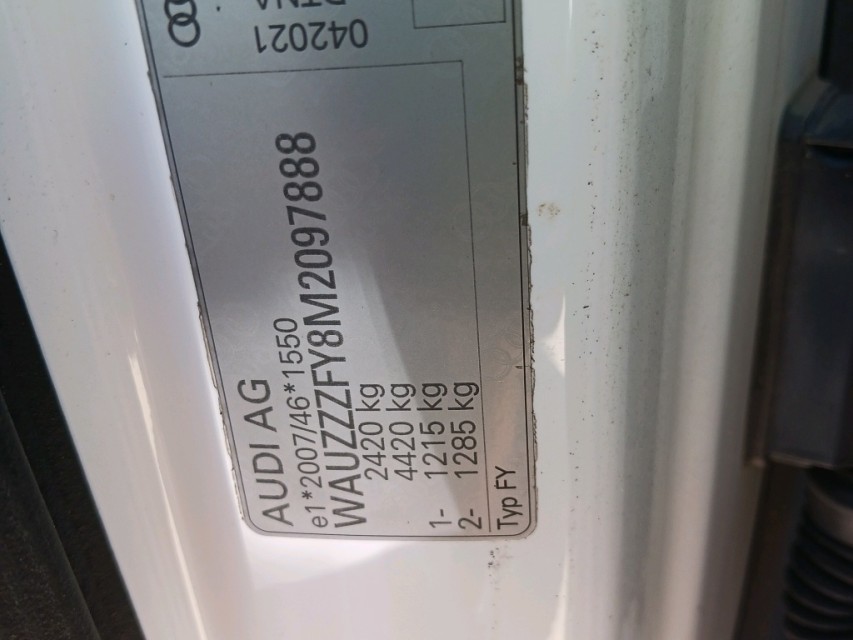 AUDI AG
e1*2007/46*1550
WAUZZZFY8M2097888
2420 kg
4420 kg
1- 1215 kg
2- 1285 kg
Typ FY
042021